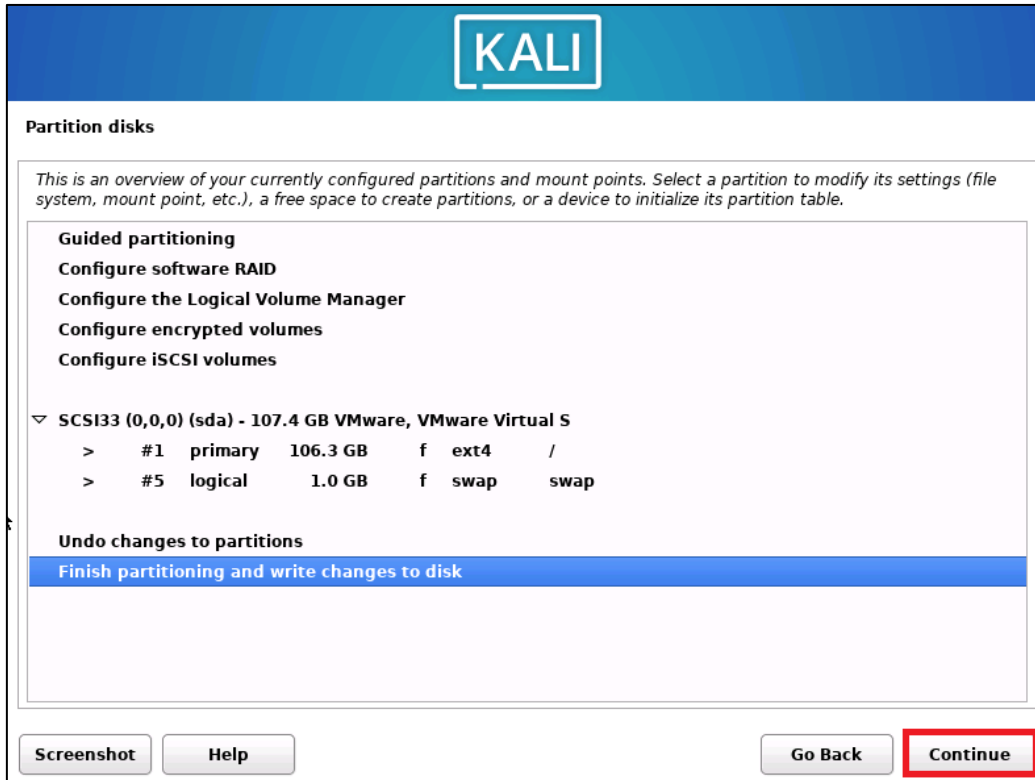 KALI
Partition disks
This is an overview of your currently configured partitions and mount points. Select a partition to modify its settings (file
system, mount point, etc.), a free space to create partitions, or a device to initialize its partition table.
Guided partitioning
Configure software RAID
Configure the Logical Volume Manager
Configure encrypted volumes
Configure iSCSI volumes
SCSI33 (0,0,0) (sda) - 107.4 GB VMware, VMware Virtual S
> #1 primary 106.3 GB f ext4 /
> #5 logical 1.0 GB f swap swap
Undo changes to partitions
Finish partitioning and write changes to disk
Screenshot Help Go Back Continue